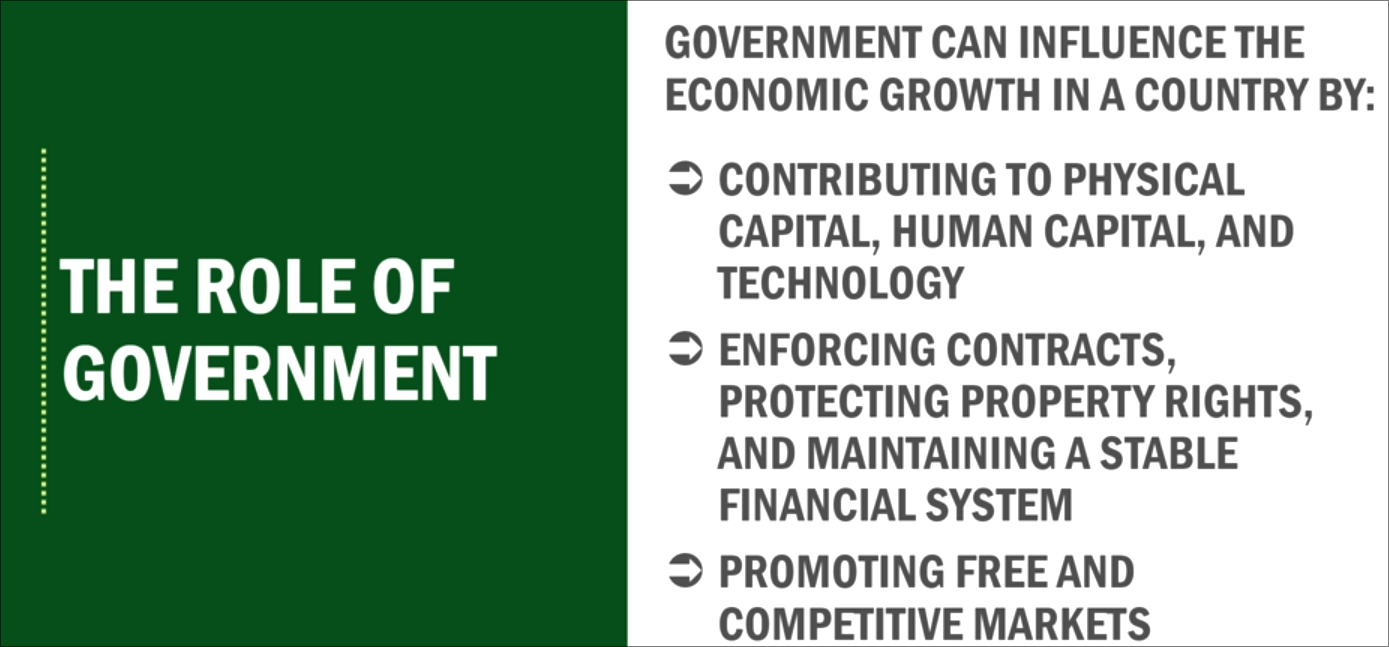 THE ROLE OF
GOVERNMENT
GOVERNMENT CAN INFLUENCE THE
ECONOMIC GROWTH IN A COUNTRY BY:
➲ CONTRIBUTING TO PHYSICAL
CAPITAL, HUMAN CAPITAL, AND
TECHNOLOGY
➲ ENFORCING CONTRACTS,
PROTECTING PROPERTY RIGHTS,
AND MAINTAINING A STABLE
FINANCIAL SYSTEM
➲ PROMOTING FREE AND
COMPETITIVE MARKETS